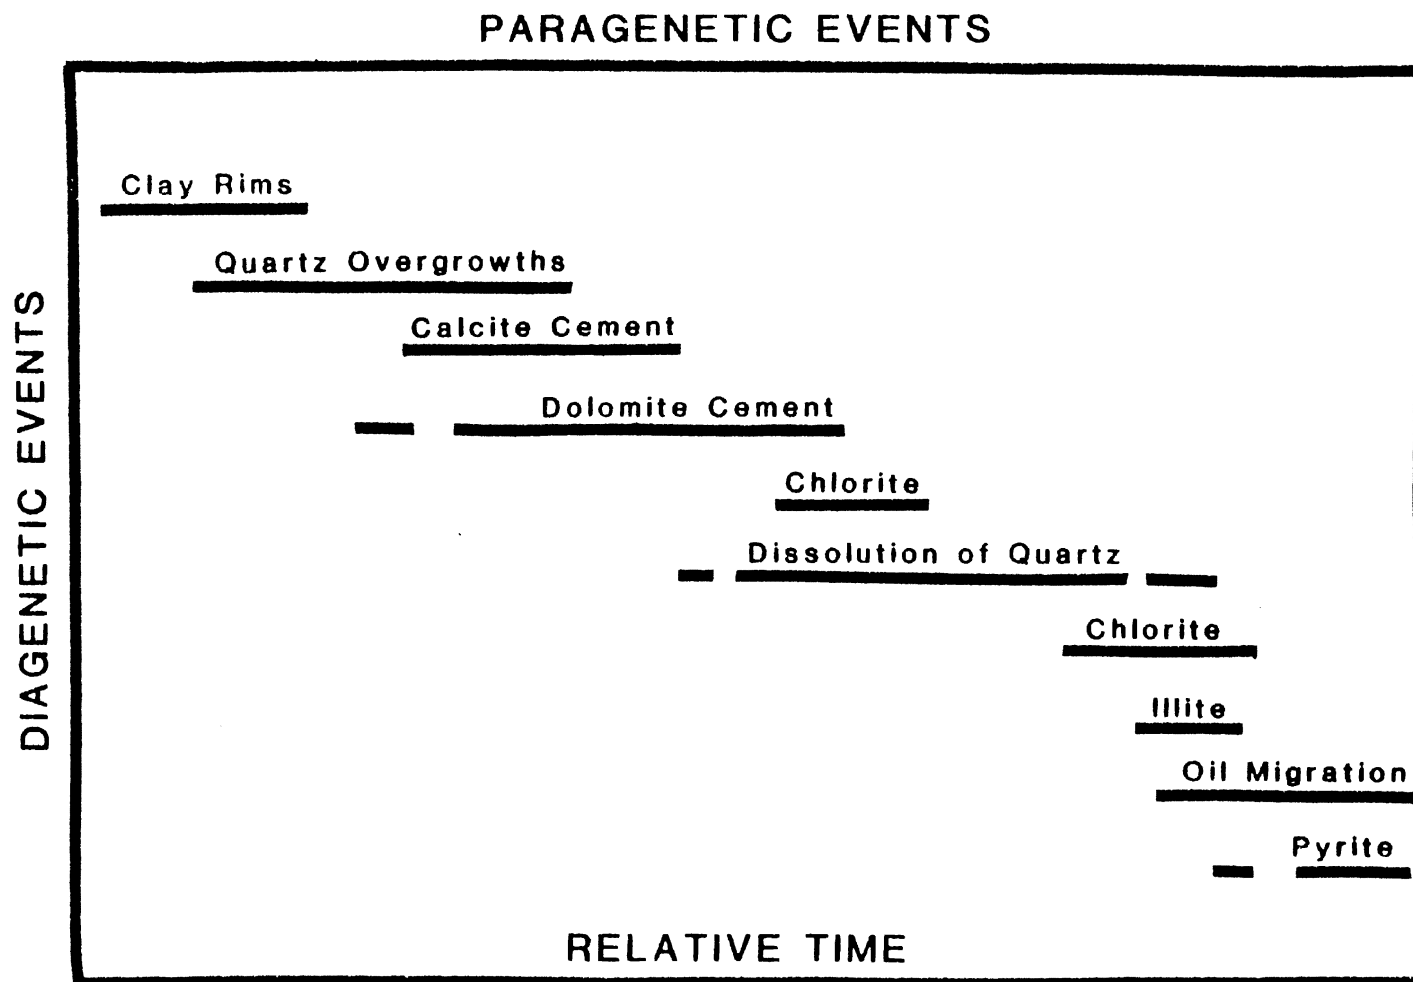 PARAGENETIC EVENTS
Clay Rims
Quartz Overgrowths
Calcite Cement
Dolomite Cement
Chlorite
Dissolution of Quartz
Chlorite
Illite
Oil Migration
Pyrite
RELATIVE TIME
DIAGENETIC EVENTS